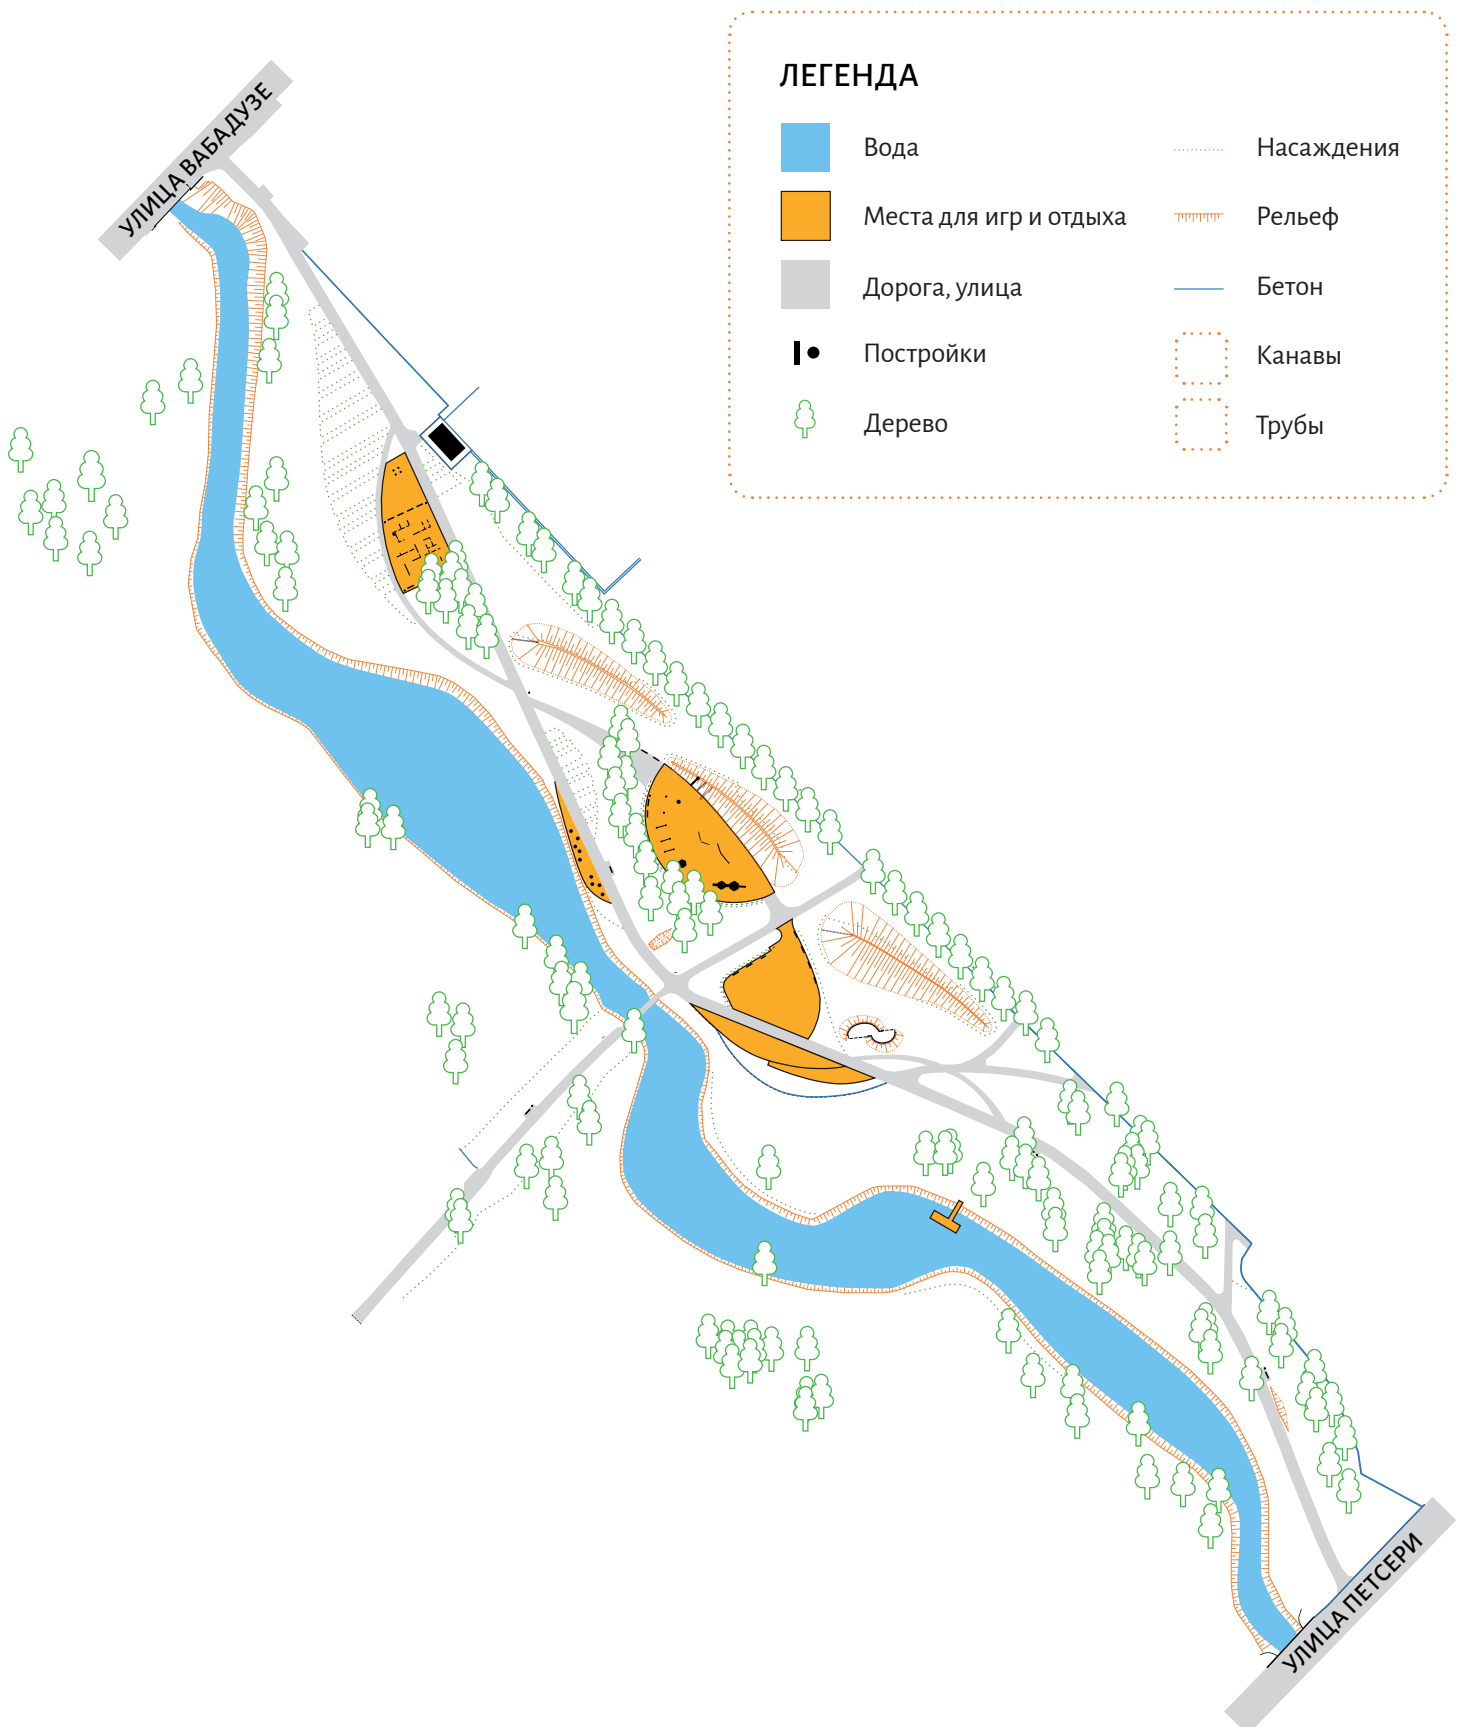 ЛЕГЕНДА
Вода
Места для игр и отдыха
Дорога, улица
Постройки
Дерево
Насаждения
Рельеф
Бетон
Канавы
Трубы
УЛИЦА ВАБАДУЗЕ
УЛИЦА ПЕТСЕРИ